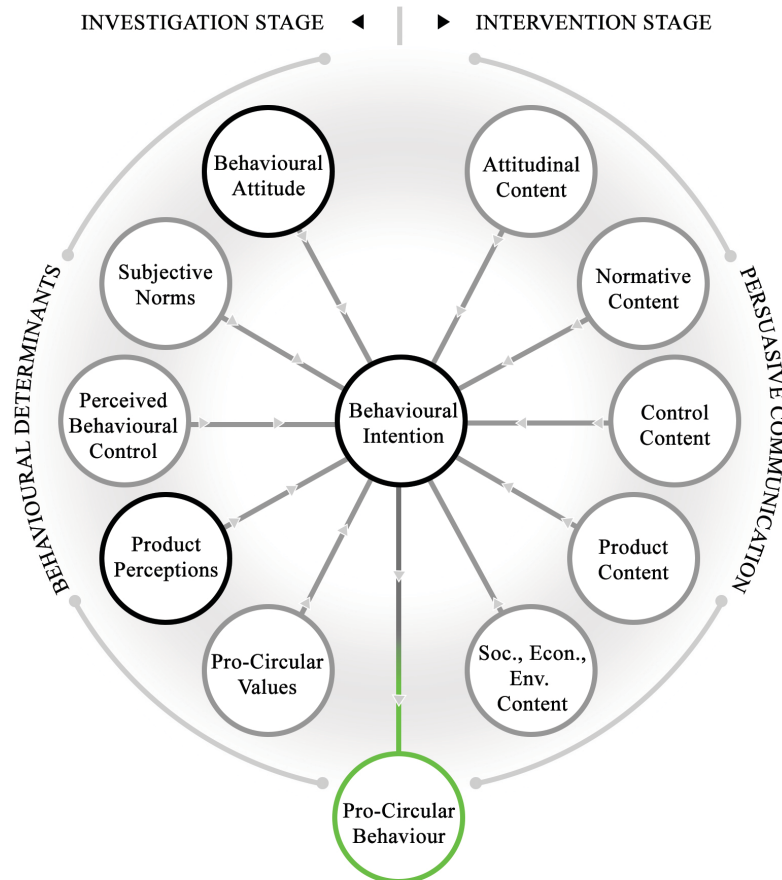 INVESTIGATION STAGE
INTERVENTION STAGE
Behavioural
Attitude
Attitudinal
Content
Subjective
Norms
Normative
Content
BEHAVIOURAL DETERMINANTS
PERSUASIVE COMMUNICATION
Perceived
Behavioural
Control
Behavioural
Intention
Control
Content
Product
Perceptions
Product
Content
Pro-Circular
Values
Soc., Econ.,
Env.
Content
Pro-Circular
Behaviour